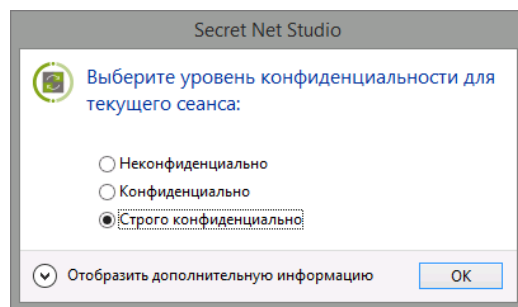 Secret Net Studio
Выберите уровень конфиденциальности для
текущего сеанса:
Неконфиденциально
Конфиденциально
Строго конфиденциально
Отобразить дополнительную информацию
OK